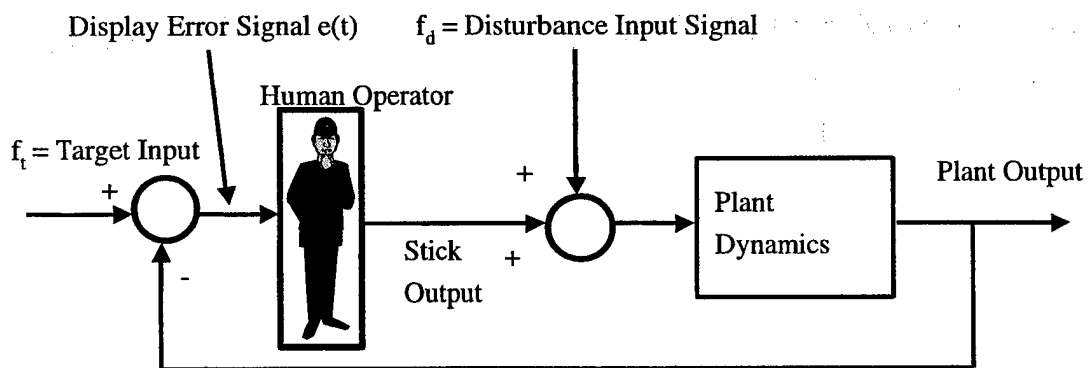 Display Error Signal e(t)
f_d = Disturbance Input Signal
Human Operator
f_t = Target Input
+
-
Stick
Output
+
+
Plant
Dynamics
Plant Output